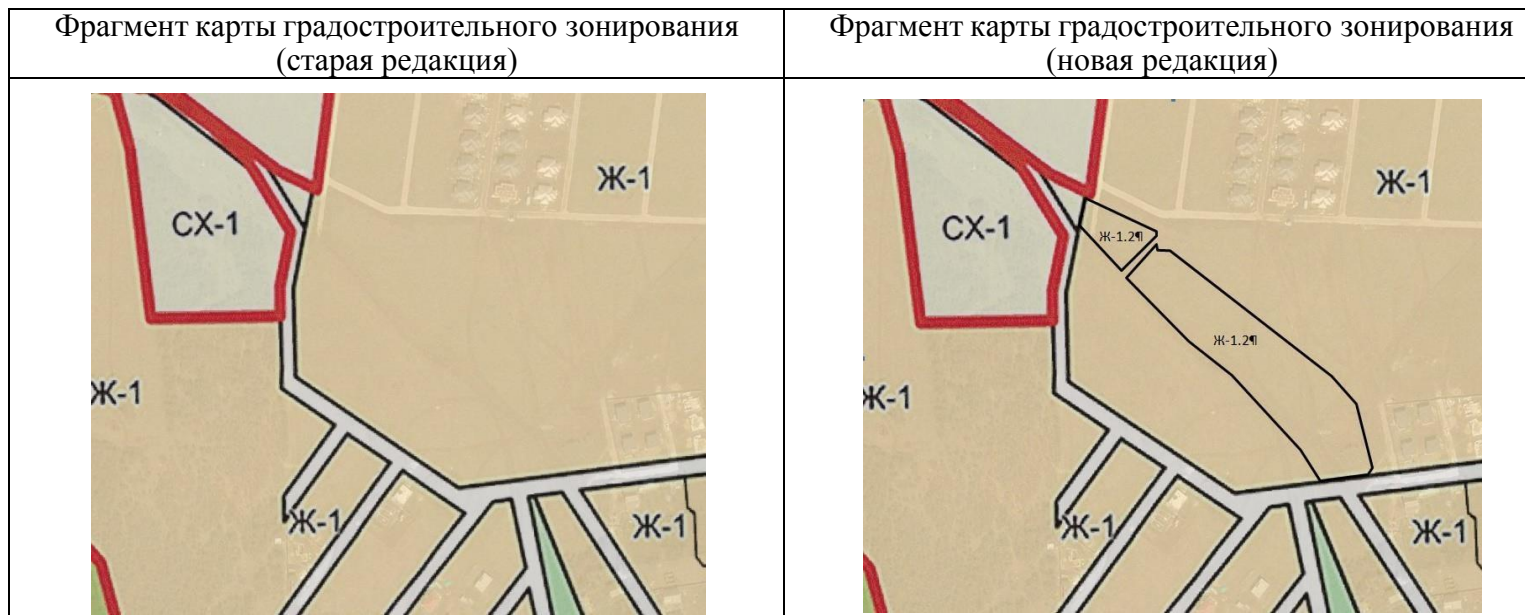 Фрагмент карты градостроительного зонирования
(старая редакция)
Фрагмент карты градостроительного зонирования
(новая редакция)
Ж-1
СХ-1
Ж-1
Ж-1
Ж-1
Ж-1
СХ-1
Ж-1.2¶
Ж-1.2¶
Ж-1
Ж-1
Ж-1